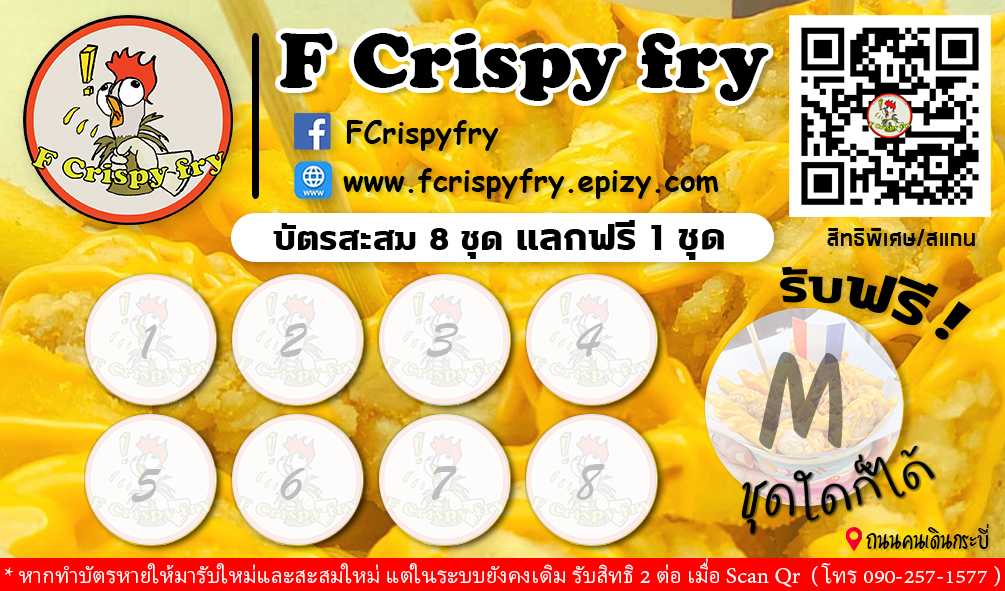 F Crispy fry
F Crispy fry
FCrispyfry
www
www.fcrispyfry.epizy.com
สิทธิพิเศษ/สแกน
บัตรสะสม 8 ชุด แลกฟรี 1 ชุด
รับฟรี !
1 2 3 4
M
5 6 7 8
ชุดใดก็ได้
ถนนคนเดินกระบี่
* หากทำบัตรหายให้มารับใหม่และสะสมใหม่ แต่ในระบบยังคงเดิม รับสิทธิ 2 ต่อ เมื่อ Scan Qr ( โทร 090-257-1577 )